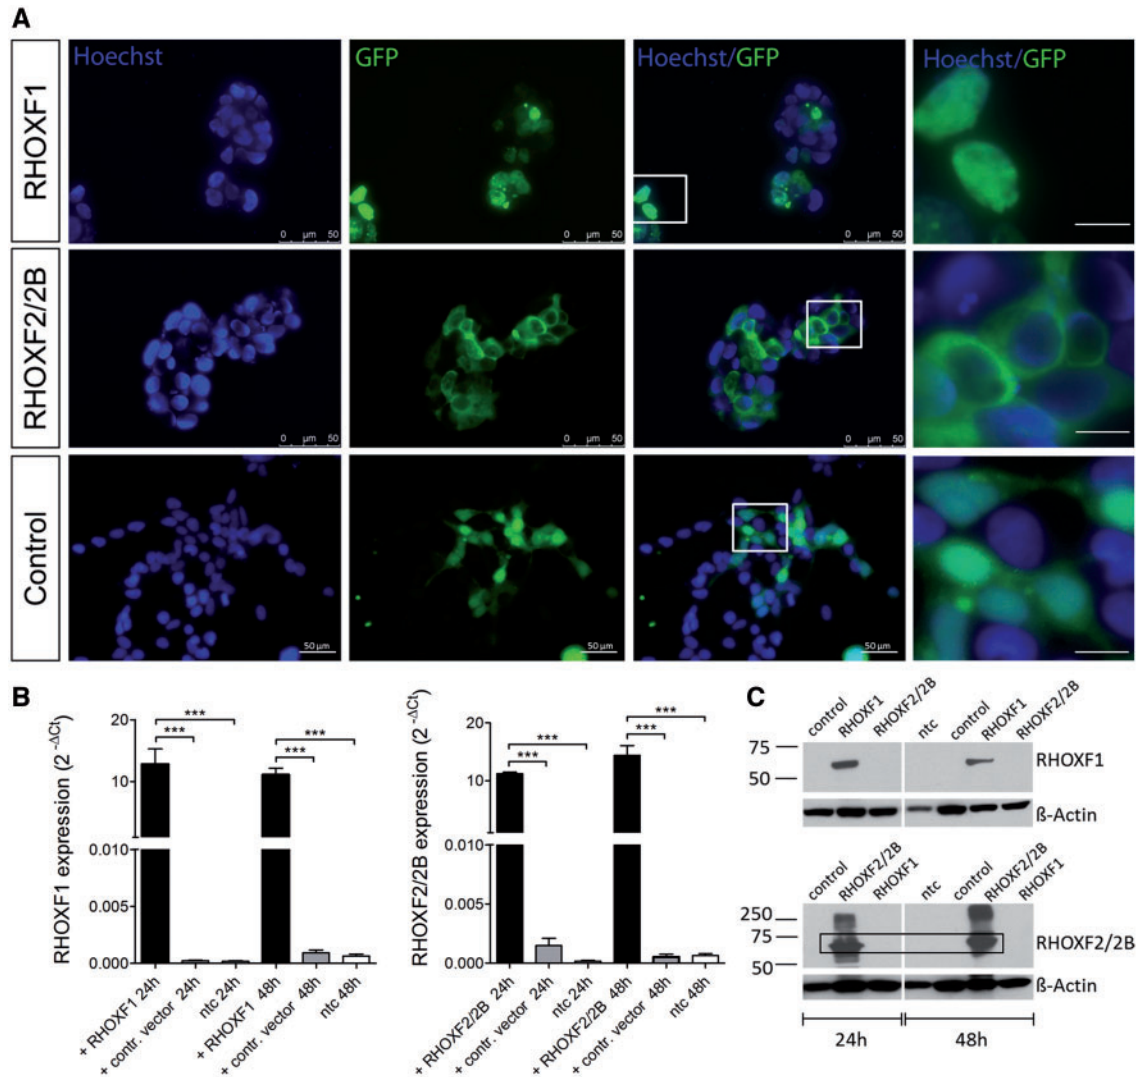 A
Hoechst
GFP
Hoechst/GFP
Hoechst/GFP
RHOXF1
0 µm 50
0 µm 50
0 µm 50
RHOXF2/2B
0 µm 50
0 µm 50
0 µm 50
Control
50 µm
50 µm
50 µm
B
RHOXF1 expression (2 -ΔCt)
20
10
0.010
0.005
0.000
***
***
***
***
+ RHOXF1 24h
+ contr. vector 24h
ntc 24h
+ RHOXF1 48h
+ contr. vector 48h
ntc 48h
RHOXF2/2B expression (2 -ΔCt)
20
10
0.010
0.005
0.000
***
***
***
***
+ RHOXF2/2B 24h
+ contr. vector 24h
ntc 24h
+ RHOXF2/2B 48h
+ contr. vector 48h
ntc 48h
C
control
RHOXF1
RHOXF2/2B
ntc
control
RHOXF1
RHOXF2/2B
75
50
RHOXF1
ß-Actin
control
RHOXF2/2B
RHOXF1
ntc
control
RHOXF2/2B
RHOXF1
250
75
50
RHOXF2/2B
ß-Actin
24h
48h